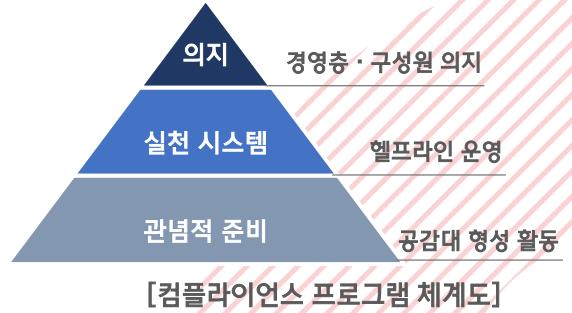 의지
경영층 · 구성원 의지
실천 시스템
헬프라인 운영
관념적 준비
공감대 형성 활동
[컴플라이언스 프로그램 체계도]